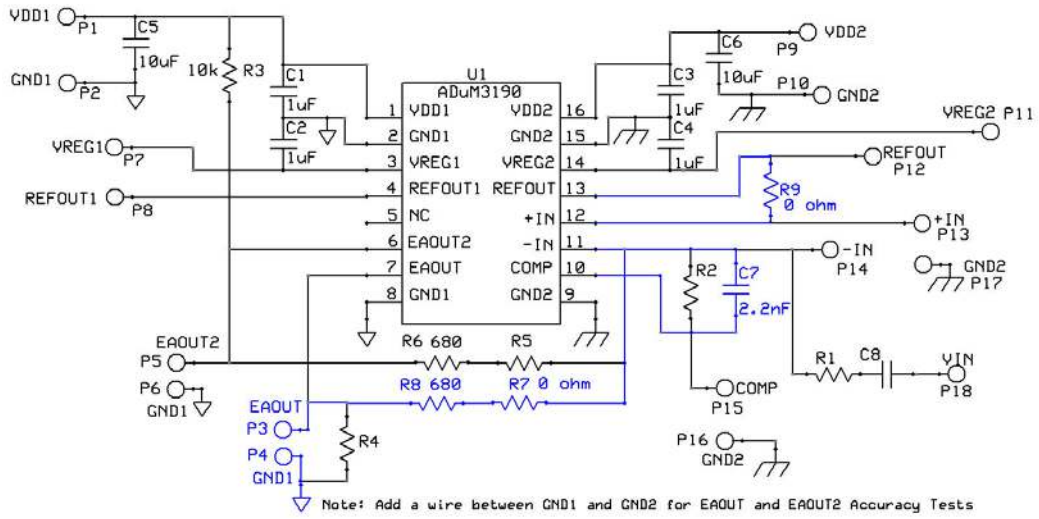 VDD1
P1
C5
10uF
GND1
P2
10k
R3
C1
1uF
C2
1uF
VREG1
P7
REFOUT1
P8
U1
ADuM3190
1
VDD1
VDD2
16
2
GND1
GND2
15
3
VREG1
VREG2
14
4
REFOUT1
REFOUT
13
5
NC
+IN
12
6
EAOUT2
-IN
11
7
EAOUT
COMP
10
8
GND1
GND2
9
C3
1uF
C4
1uF
C6
10uF
P9
VDD2
P10
GND2
VREG2 P11
REFOUT
P12
R9
0 ohm
+IN
P13
-IN
P14
GND2
P17
R2
C7
2.2nF
R1
C8
VIN
P18
COMP
P15
P16
GND2
EAOUT2
P5
P6
GND1
R6 680
R5
R8 680
R7 0 ohm
EAOUT
P3
R4
P4
GND1
Note: Add a wire between GND1 and GND2 for EAOUT and EAOUT2 Accuracy Tests